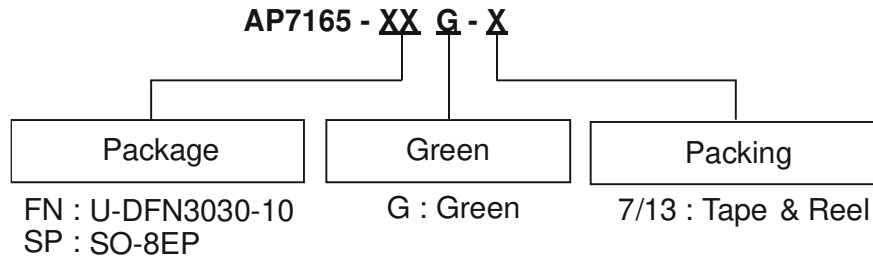 AP7165 - XX G - X
Package
Green
Packing
FN : U-DFN3030-10
SP : SO-8EP
G : Green
7/13 : Tape & Reel